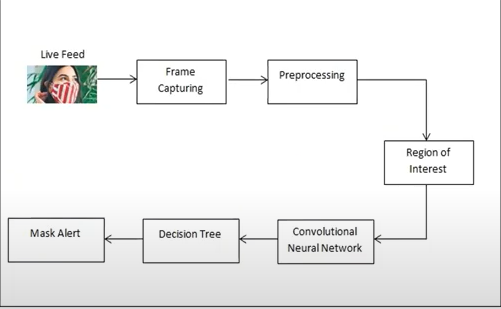 Live Feed
Frame
Capturing
Preprocessing
Region of
Interest
Convolutional
Neural Network
Decision Tree
Mask Alert